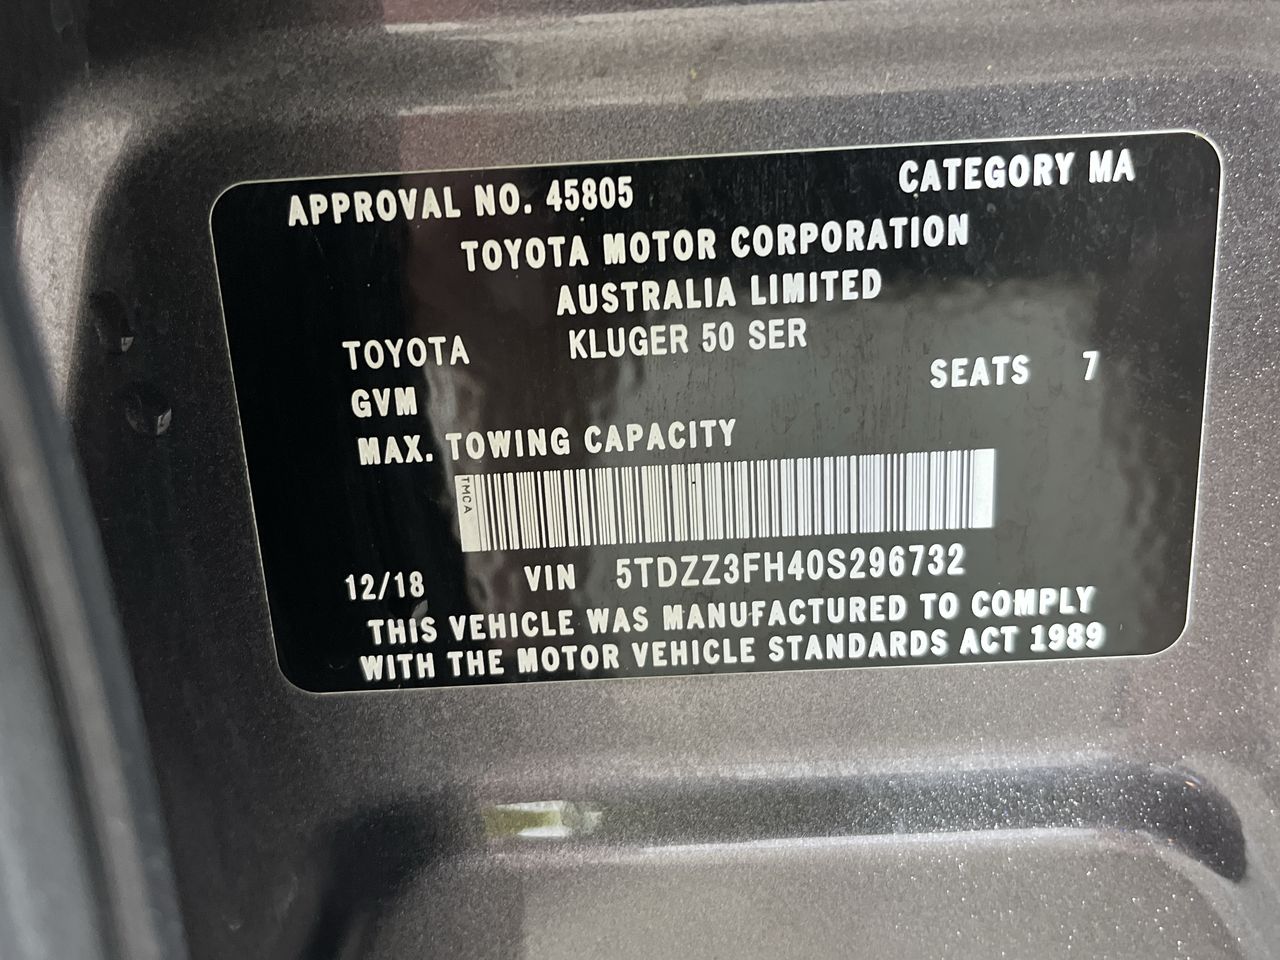 APPROVAL NO. 45805 CATEGORY MA
TOYOTA MOTOR CORPORATION
AUSTRALIA LIMITED
TOYOTA KLUGER 50 SER
GVM SEATS 7
MAX. TOWING CAPACITY
TMCA
12/18 VIN 5TDZZ3FH40S296732
THIS VEHICLE WAS MANUFACTURED TO COMPLY
WITH THE MOTOR VEHICLE STANDARDS ACT 1989